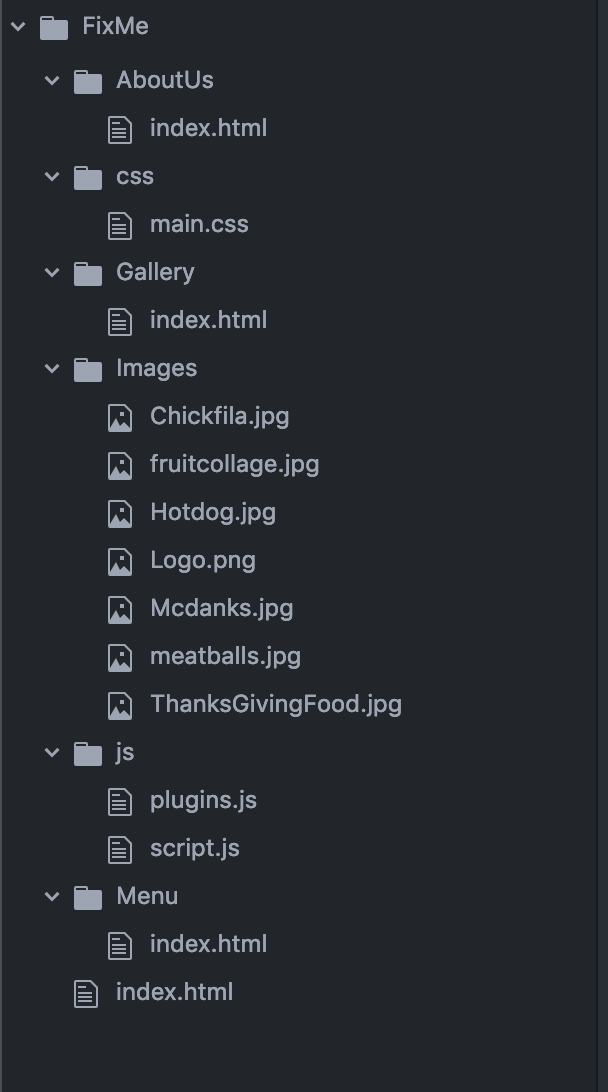 FixMe
AboutUs
index.html
css
main.css
Gallery
index.html
Images
Chickfila.jpg
fruitcollage.jpg
Hotdog.jpg
Logo.png
Mcdanks.jpg
meatballs.jpg
ThanksGivingFood.jpg
js
plugins.js
script.js
Menu
index.html
index.html